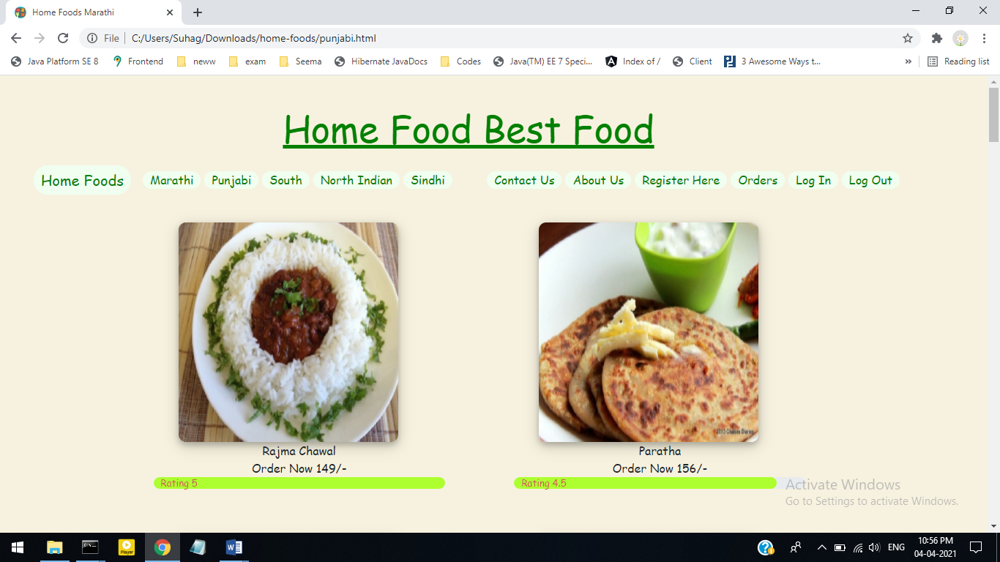 Home Foods Marathi
File C:/Users/Suhag/Downloads/home-foods/punjabi.html
Java Platform SE 8 Frontend neww exam Seema Hibernate JavaDocs Codes Java(TM) EE 7 Speci... Index of / Client 3 Awesome Ways t... » Reading list
Home Food Best Food
Home Foods Marathi Punjabi South North Indian Sindhi Contact Us About Us Register Here Orders Log In Log Out
Rajma Chawal Paratha
Order Now 149/- Order Now 156/-
Rating 5 Rating 4.5
Activate Windows
Go to Settings to activate Windows.
Player
ENG
10:56 PM
04-04-2021